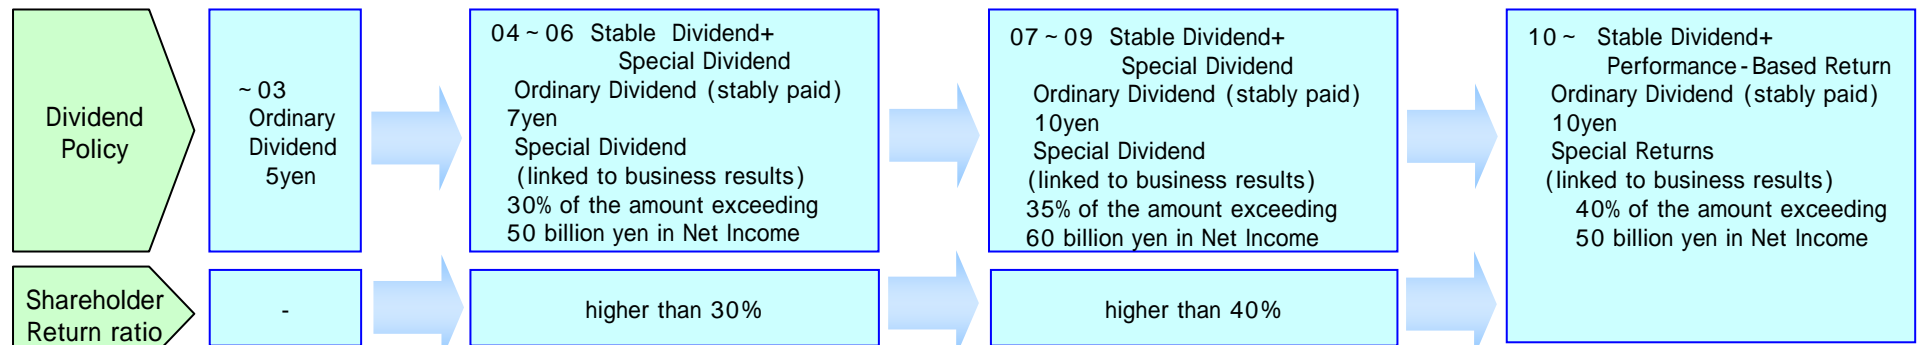 Dividend
Policy
~ 03
Ordinary
Dividend
5yen
04 ~ 06 Stable Dividend+
Special Dividend
Ordinary Dividend (stably paid)
7yen
Special Dividend
(linked to business results)
30% of the amount exceeding
50 billion yen in Net Income
07 ~ 09 Stable Dividend+
Special Dividend
Ordinary Dividend (stably paid)
10yen
Special Dividend
(linked to business results)
35% of the amount exceeding
60 billion yen in Net Income
10 ~ Stable Dividend+
Performance-Based Return
Ordinary Dividend (stably paid)
10yen
Special Returns
(linked to business results)
40% of the amount exceeding
50 billion yen in Net Income
Shareholder
Return ratio
-
higher than 30%
higher than 40%